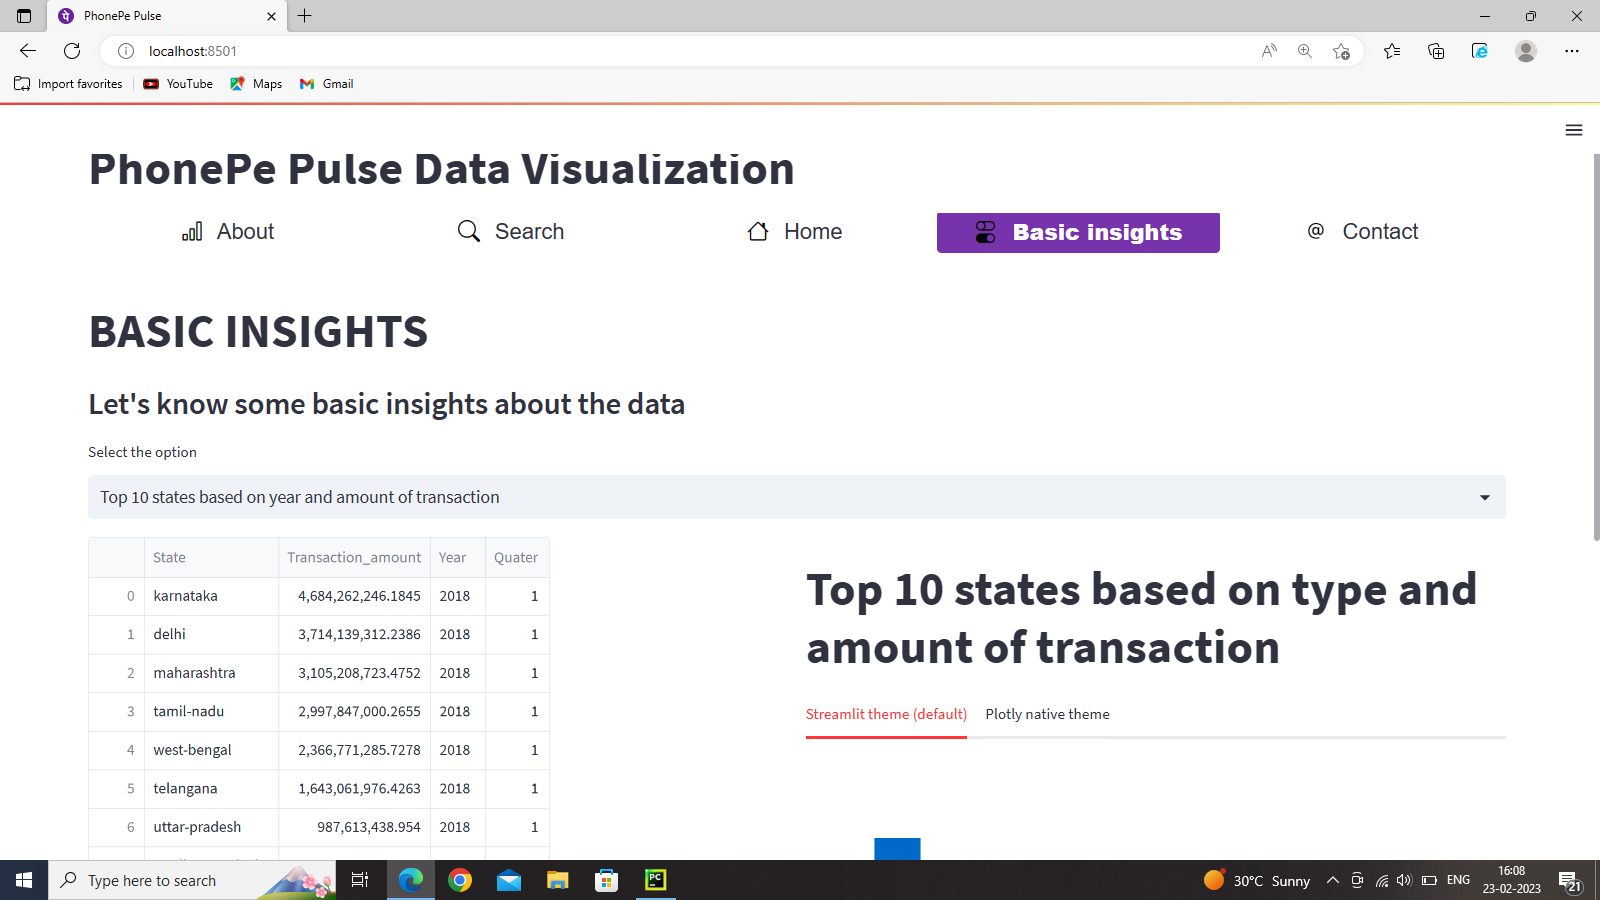 PhonePe Pulse
localhost:8501
Import favorites
YouTube
Maps
Gmail
PhonePe Pulse Data Visualization
About
Search
Home
Basic insights
Contact
BASIC INSIGHTS
Let's know some basic insights about the data
Select the option
Top 10 states based on year and amount of transaction
State Transaction_amount Year Quater
0 karnataka 4,684,262,246.1845 2018 1
1 delhi 3,714,139,312.2386 2018 1
2 maharashtra 3,105,208,723.4752 2018 1
3 tamil-nadu 2,997,847,000.2655 2018 1
4 west-bengal 2,366,771,285.7278 2018 1
5 telangana 1,643,061,976.4263 2018 1
6 uttar-pradesh 987,613,438.954 2018 1
Top 10 states based on type and
amount of transaction
Streamlit theme (default) Plotly native theme
Type here to search
30°C Sunny
ENG
16:08
23-02-2023
21